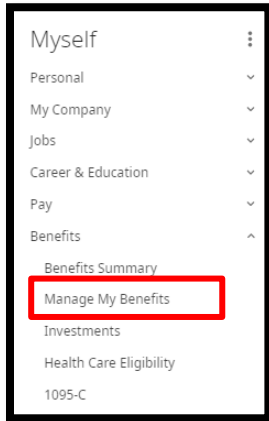 Myself
Personal
My Company
Jobs
Career & Education
Pay
Benefits
Benefits Summary
Manage My Benefits
Investments
Health Care Eligibility
1095-C